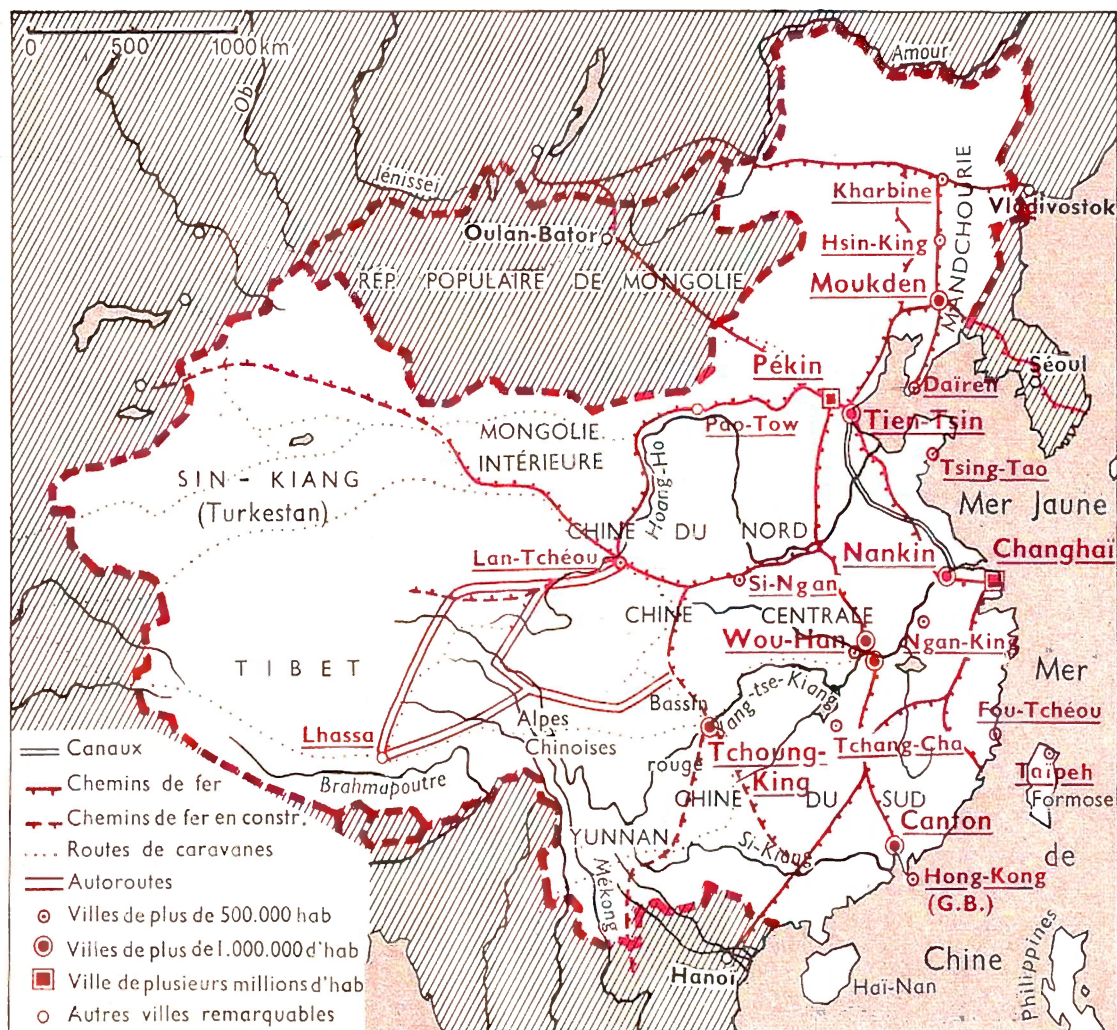 0 500 1000 km
Amour
Ob
Iénisséi
MANDCHOURIE
Kharbine
Vladivostok
Oulan-Bator
Hsin-King
RÉP. POPULAIRE DE MONGOLIE
Moukden
Pékin
Séoul
Daïren
Pao-Tow
Tien-Tsin
MONGOLIE
INTÉRIEURE
Hoang-Ho
Tsing-Tao
SIN - KIANG
(Turkestan)
Mer Jaune
CHINE DU NORD
Lan-Tchéou
Nankin
Changhaï
Si-Ngan
CHINE CENTRALE
Wou-Han
Ngan-King
TIBET
Mer
Bassin
rouge
Yang-tse-Kiang
Alpes
Chinoises
Lhassa
Fou-Tchéou
Tchoung-
King
Tchang-Cha
Brahmapoutre
Taïpeh
Formose
CHINE DU SUD
YUNNAN
Canton
Si-Kiang
de
Mékong
Hong-Kong
(G.B.)
Hanoï
Chine
Haï-Nan
Philippines
Canaux
Chemins de fer
Chemins de fer en constr.
Routes de caravanes
Autoroutes
Villes de plus de 500.000 hab
Villes de plus de 1.000.000 d'hab
Ville de plusieurs millions d'hab
Autres villes remarquables